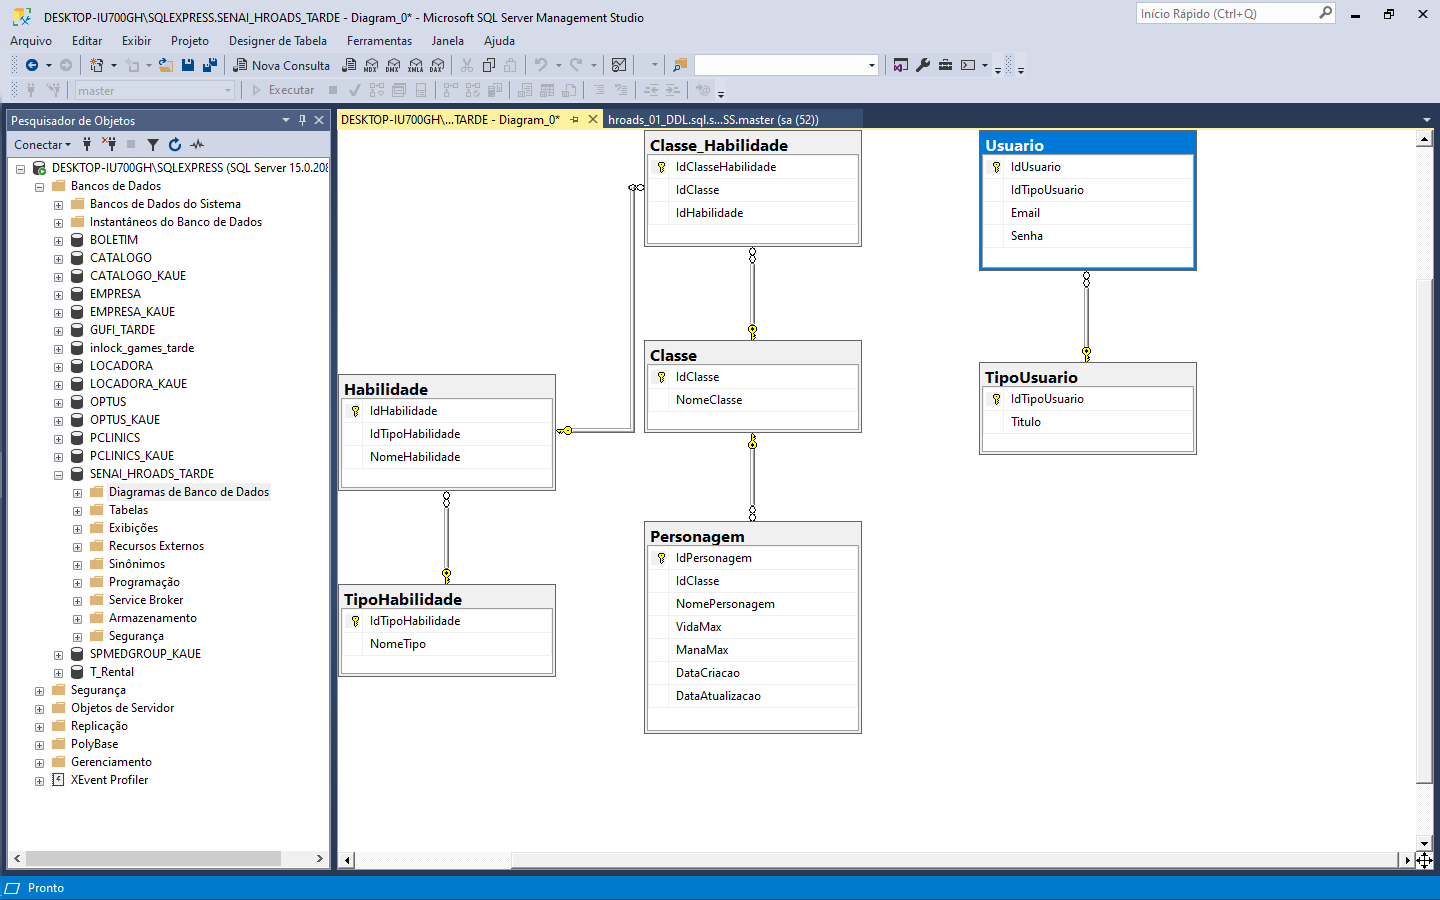 DESKTOP-IU700GH\SQLEXPRESS.SENAI_HROADS_TARDE - Diagram_0* - Microsoft SQL Server Management Studio
Início Rápido (Ctrl+Q)
Arquivo Editar Exibir Projeto Designer de Tabela Ferramentas Janela Ajuda
Nova Consulta MDX DMX XMLA DAX
master Executar
Pesquisador de Objetos
Conectar
DESKTOP-IU700GH\SQLEXPRESS (SQL Server 15.0.208
Bancos de Dados
Bancos de Dados do Sistema
Instantâneos do Banco de Dados
BOLETIM
CATALOGO
CATALOGO_KAUE
EMPRESA
EMPRESA_KAUE
GUFI_TARDE
inlock_games_tarde
LOCADORA
LOCADORA_KAUE
OPTUS
OPTUS_KAUE
PCLINICS
PCLINICS_KAUE
SENAI_HROADS_TARDE
Diagramas de Banco de Dados
Tabelas
Exibições
Recursos Externos
Sinônimos
Programação
Service Broker
Armazenamento
Segurança
SPMEDGROUP_KAUE
T_Rental
Segurança
Objetos de Servidor
Replicação
PolyBase
Gerenciamento
XEvent Profiler
DESKTOP-IU700GH\...TARDE - Diagram_0*
hroads_01_DDL.sql.s...SS.master (sa (52))
Classe_Habilidade
IdClasseHabilidade
IdClasse
IdHabilidade
Usuario
IdUsuario
IdTipoUsuario
Email
Senha
Classe
IdClasse
NomeClasse
TipoUsuario
IdTipoUsuario
Titulo
Habilidade
IdHabilidade
IdTipoHabilidade
NomeHabilidade
Personagem
IdPersonagem
IdClasse
NomePersonagem
VidaMax
ManaMax
DataCriacao
DataAtualizacao
TipoHabilidade
IdTipoHabilidade
NomeTipo
Pronto